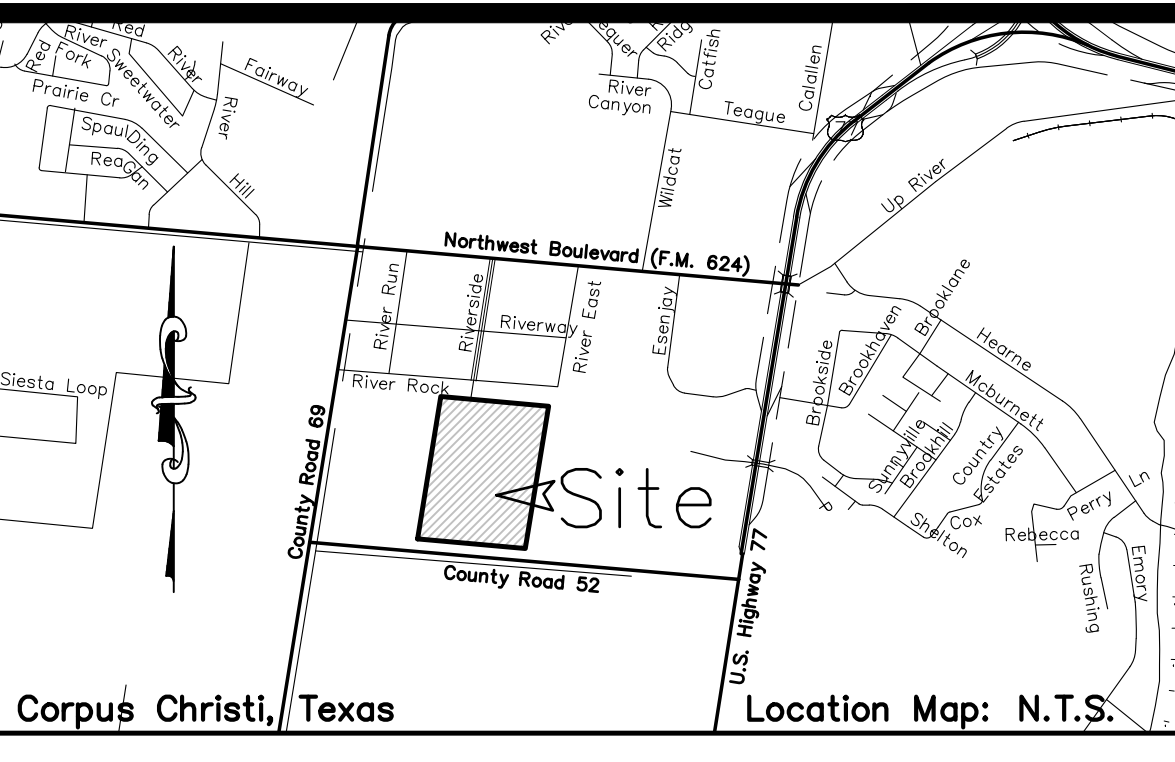 Red
River
Red
Fork
Sweetwater
River
Fairway
Prairie Cr
River
SpaulDing
ReaGan
Hill
Ridg
Catfish
Calallen
River
Canyon
Teague
Wildcat
Up River
Northwest Boulevard (F.M. 624)
River Run
Riverside
Riverway
River East
Esenjay
River Rock
Siesta Loop
Brooklane
Brookhaven
Brookside
Hearne
Mcburnett
Sunnyville
Brookhill
Country
Estates
Shelton
Cox
Rebecca
Perry
Ln
Emory
Rushing
County Road 69
Site
County Road 52
U.S. Highway 77
Corpus Christi, Texas
Location Map: N.T.S.